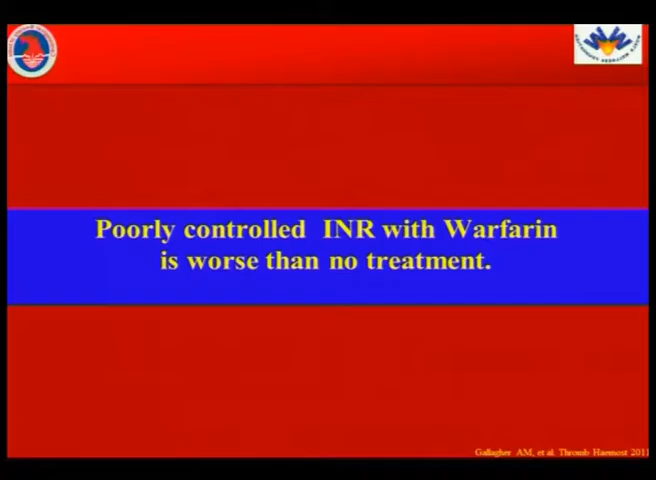 Poorly controlled INR with Warfarin
is worse than no treatment.
Gallagher AM, et al. Thromb Haemost 2011